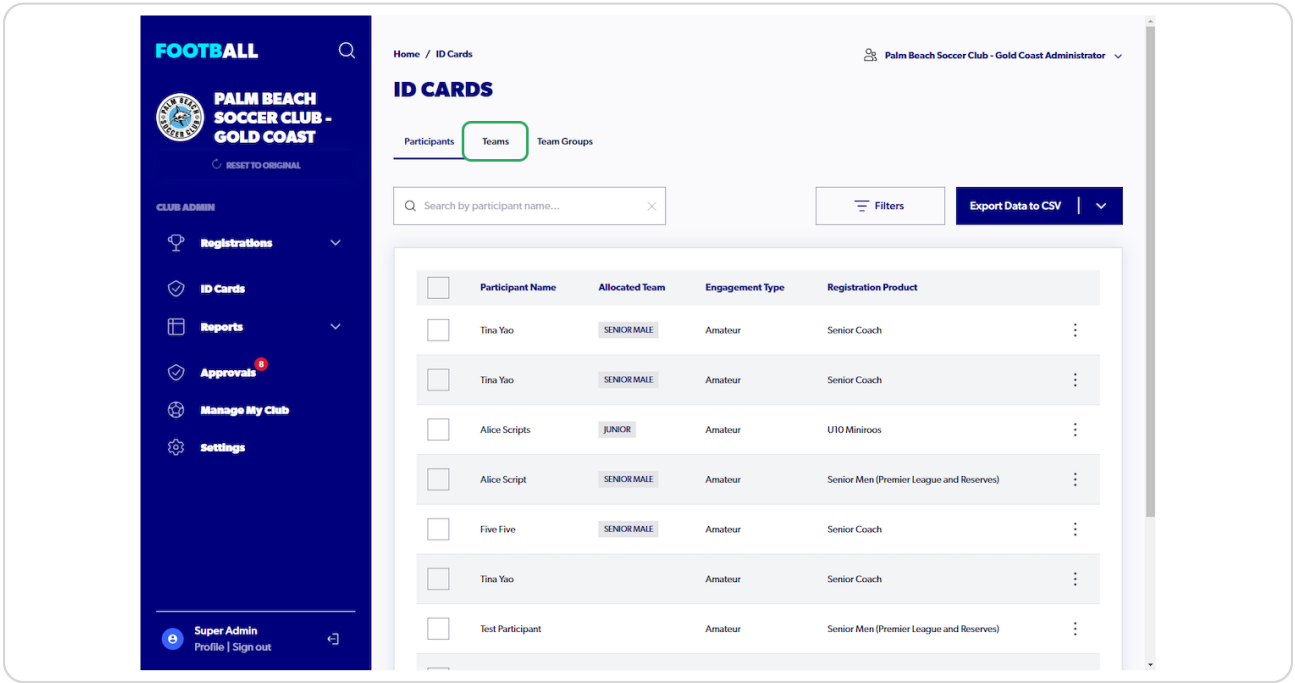 FOOTBALL
PALM BEACH
SOCCER CLUB -
GOLD COAST
PALM BEACH
SOCCER CLUB
RESET TO ORIGINAL
CLUB ADMIN
Registrations
ID Cards
Reports
Approvals 8
Manage My Club
Settings
Super Admin
Profile | Sign out
Home / ID Cards
Palm Beach Soccer Club - Gold Coast Administrator
ID CARDS
Participants Teams Team Groups
Search by participant name...
Filters
Export Data to CSV
Participant Name Allocated Team Engagement Type Registration Product
Tina Yao SENIOR MALE Amateur Senior Coach
Tina Yao SENIOR MALE Amateur Senior Coach
Alice Scripts JUNIOR Amateur U10 Miniroos
Alice Script SENIOR MALE Amateur Senior Men (Premier League and Reserves)
Five Five SENIOR MALE Amateur Senior Coach
Tina Yao Amateur Senior Coach
Test Participant Amateur Senior Men (Premier League and Reserves)